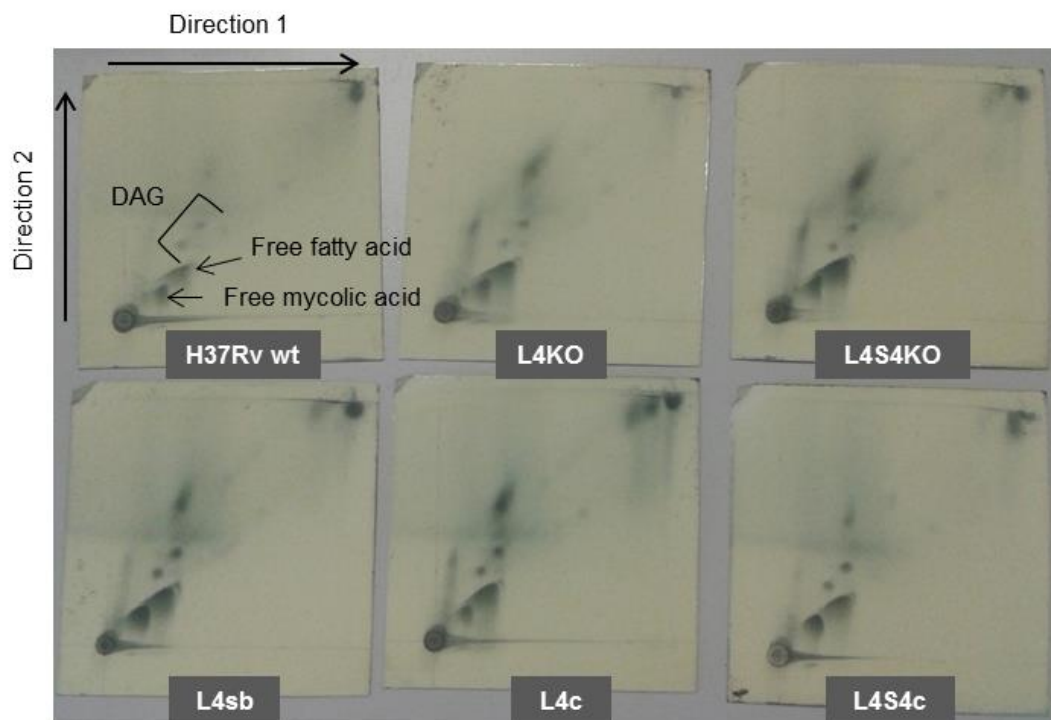 Direction 1
Direction 2
DAG
Free fatty acid
Free mycolic acid
H37Rv wt
L4KO
L4S4KO
L4sb
L4c
L4S4c